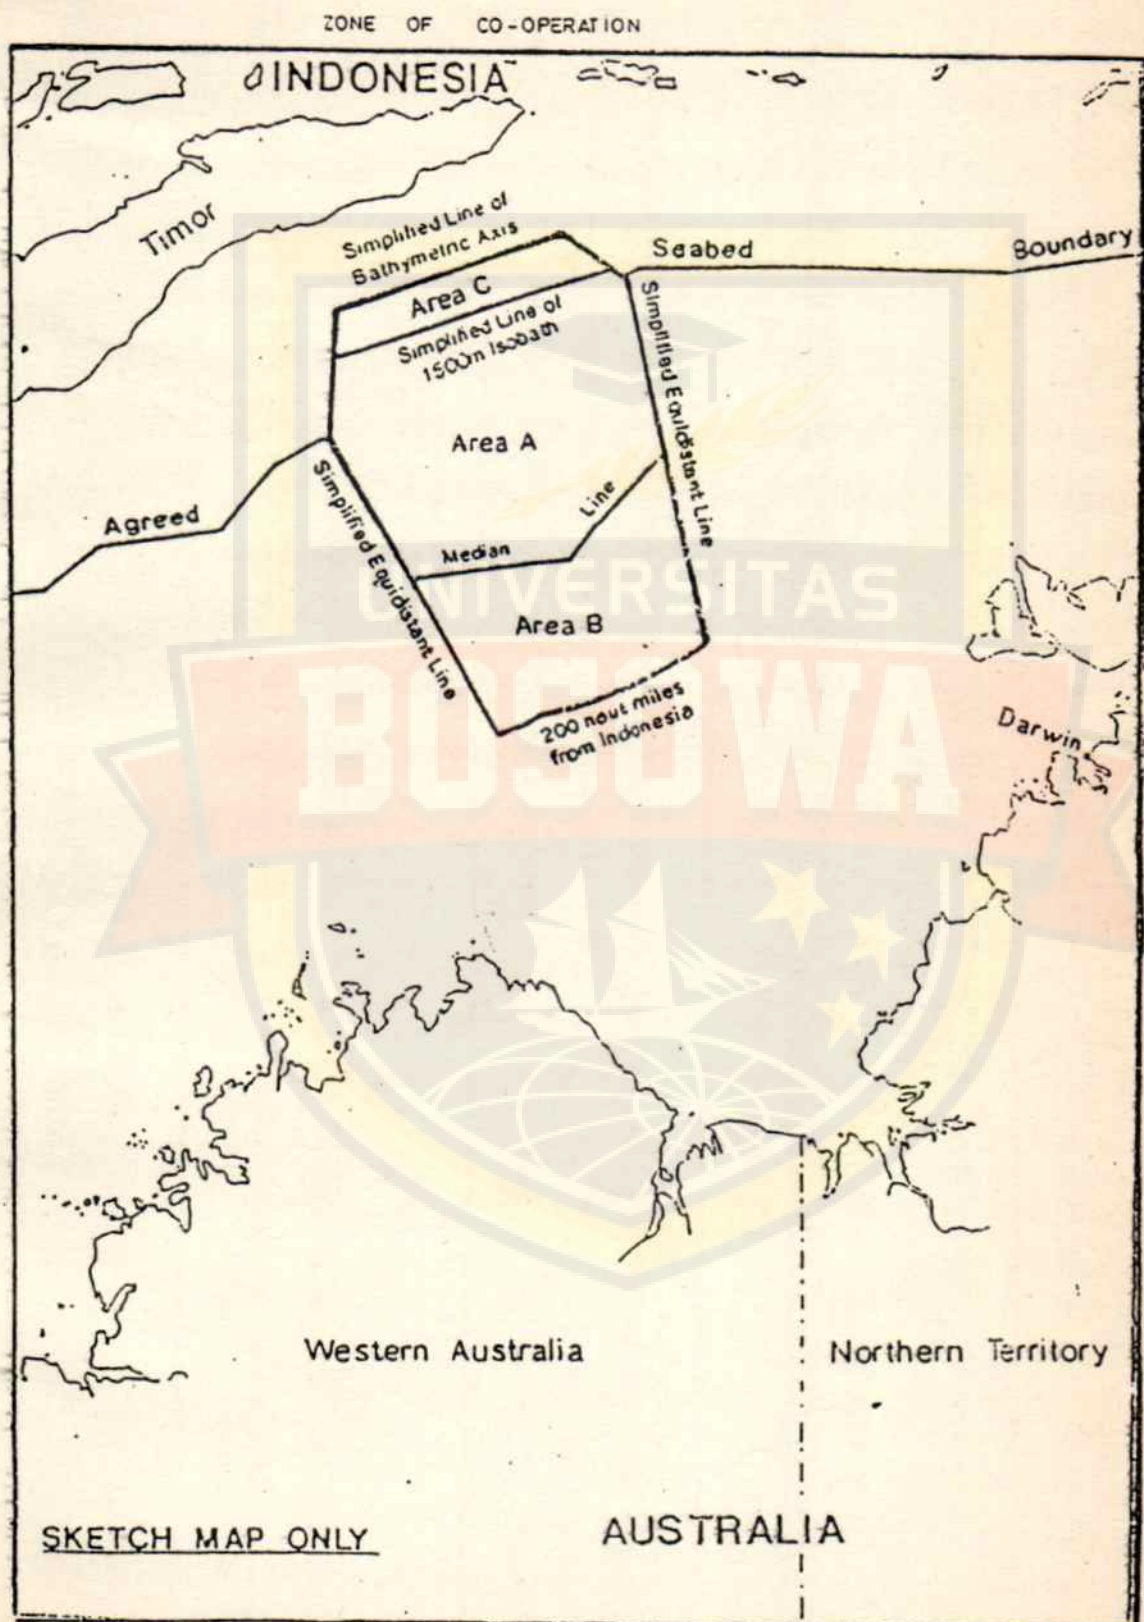 ZONE OF CO-OPERATION
INDONESIA
Timor
Simplified Line of
Bathymetric Axis
Seabed
Boundary
Area C
Simplified Line of
1500m Isobath
Simplified Equidistant Line
Area A
Agreed
Simplified Equidistant Line
Line
Median
UNIVERSITAS
Area B
BOSOWA
200 naut miles
from Indonesia
Darwin
Western Australia
Northern Territory
SKETCH MAP ONLY
AUSTRALIA